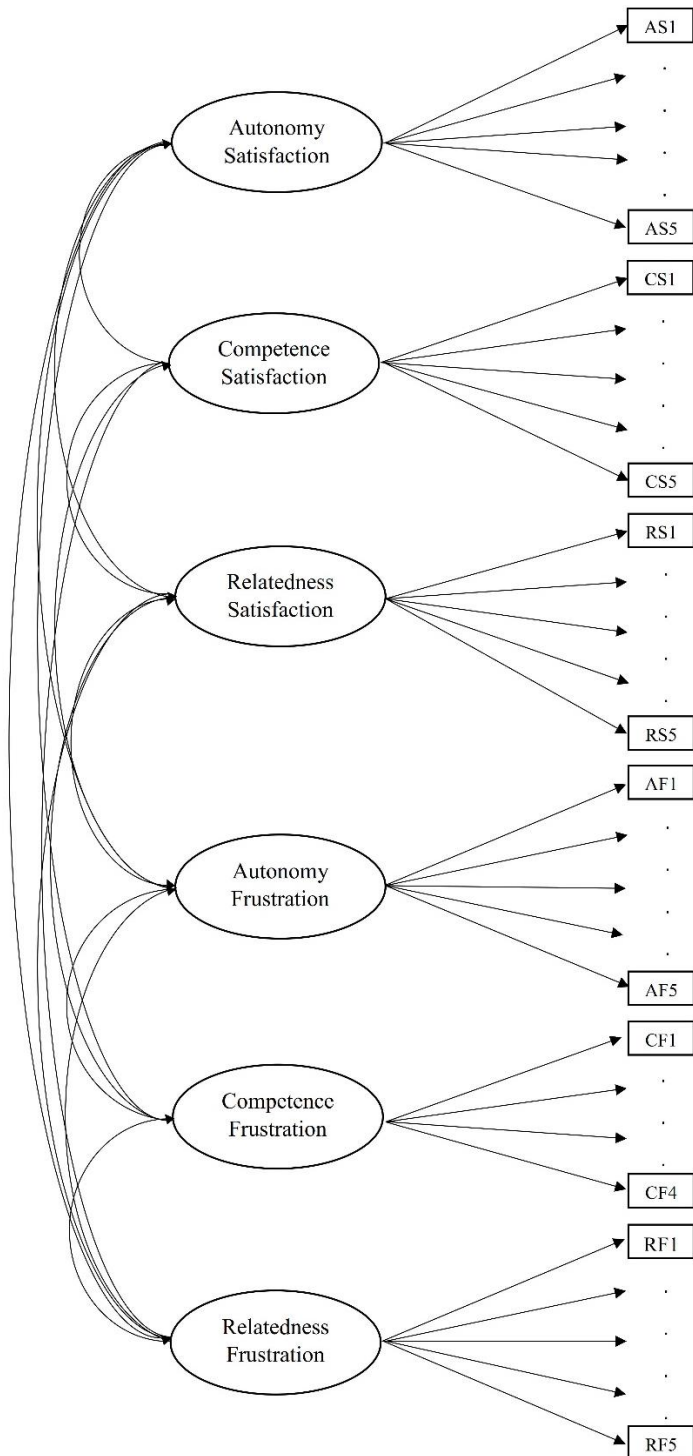 AS1
Autonomy
Satisfaction
AS5
CS1
Competence
Satisfaction
CS5
RS1
Relatedness
Satisfaction
RS5
AF1
Autonomy
Frustration
AF5
CF1
Competence
Frustration
CF4
RF1
Relatedness
Frustration
RF5